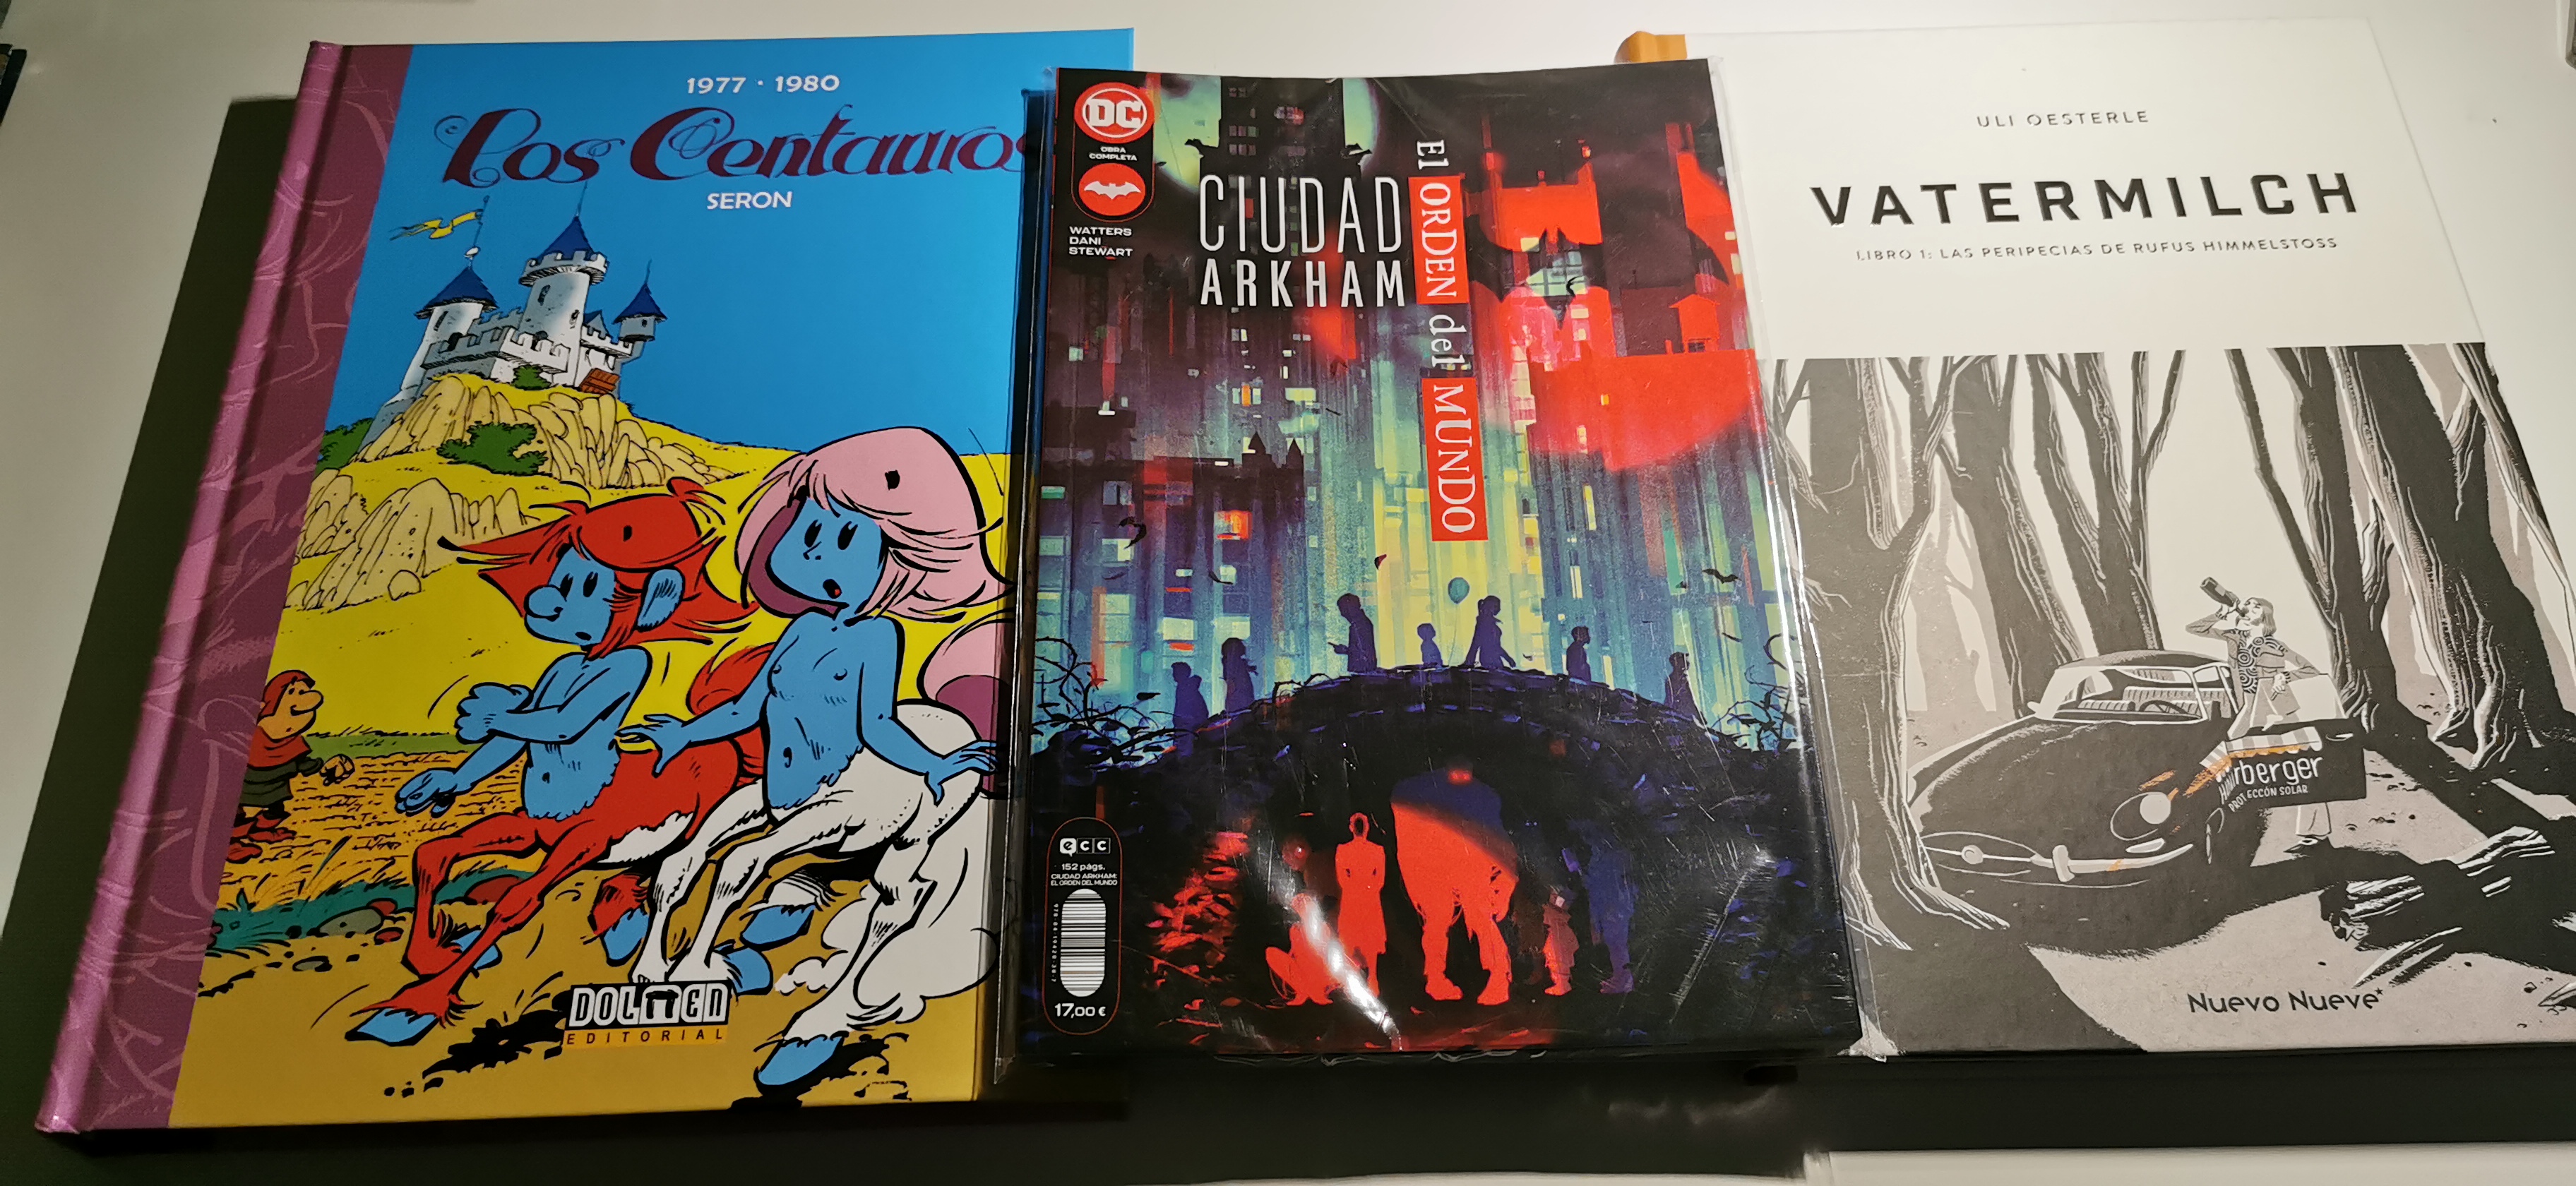 1977 · 1980
Los Centauros
SERON
DOLMEN
EDITORIAL
DC
OBRA
COMPLETA
WATTERS
DANI
STEWART
CIUDAD
ARKHAM
El ORDEN del MUNDO
ecc
152 págs.
CIUDAD ARKHAM:
EL ORDEN DEL MUNDO
17,00 €
ULI OESTERLE
VATERMILCH
LIBRO 1: LAS PERIPECIAS DE RUFUS HIMMELSTOSS
PROTECCÓN SOLAR
Nuevo Nueve*